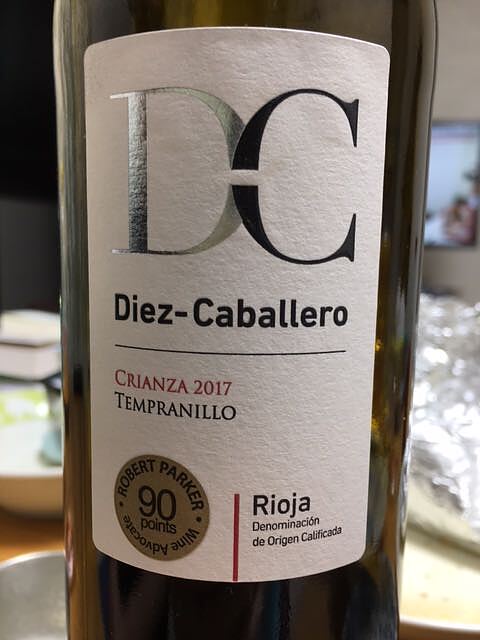 DC
Diez-Caballero
CRIANZA 2017
TEMPRANILLO
ROBERT PARKER
90
points
Wine Advocate
Rioja
Denominación
de Origen Calificada